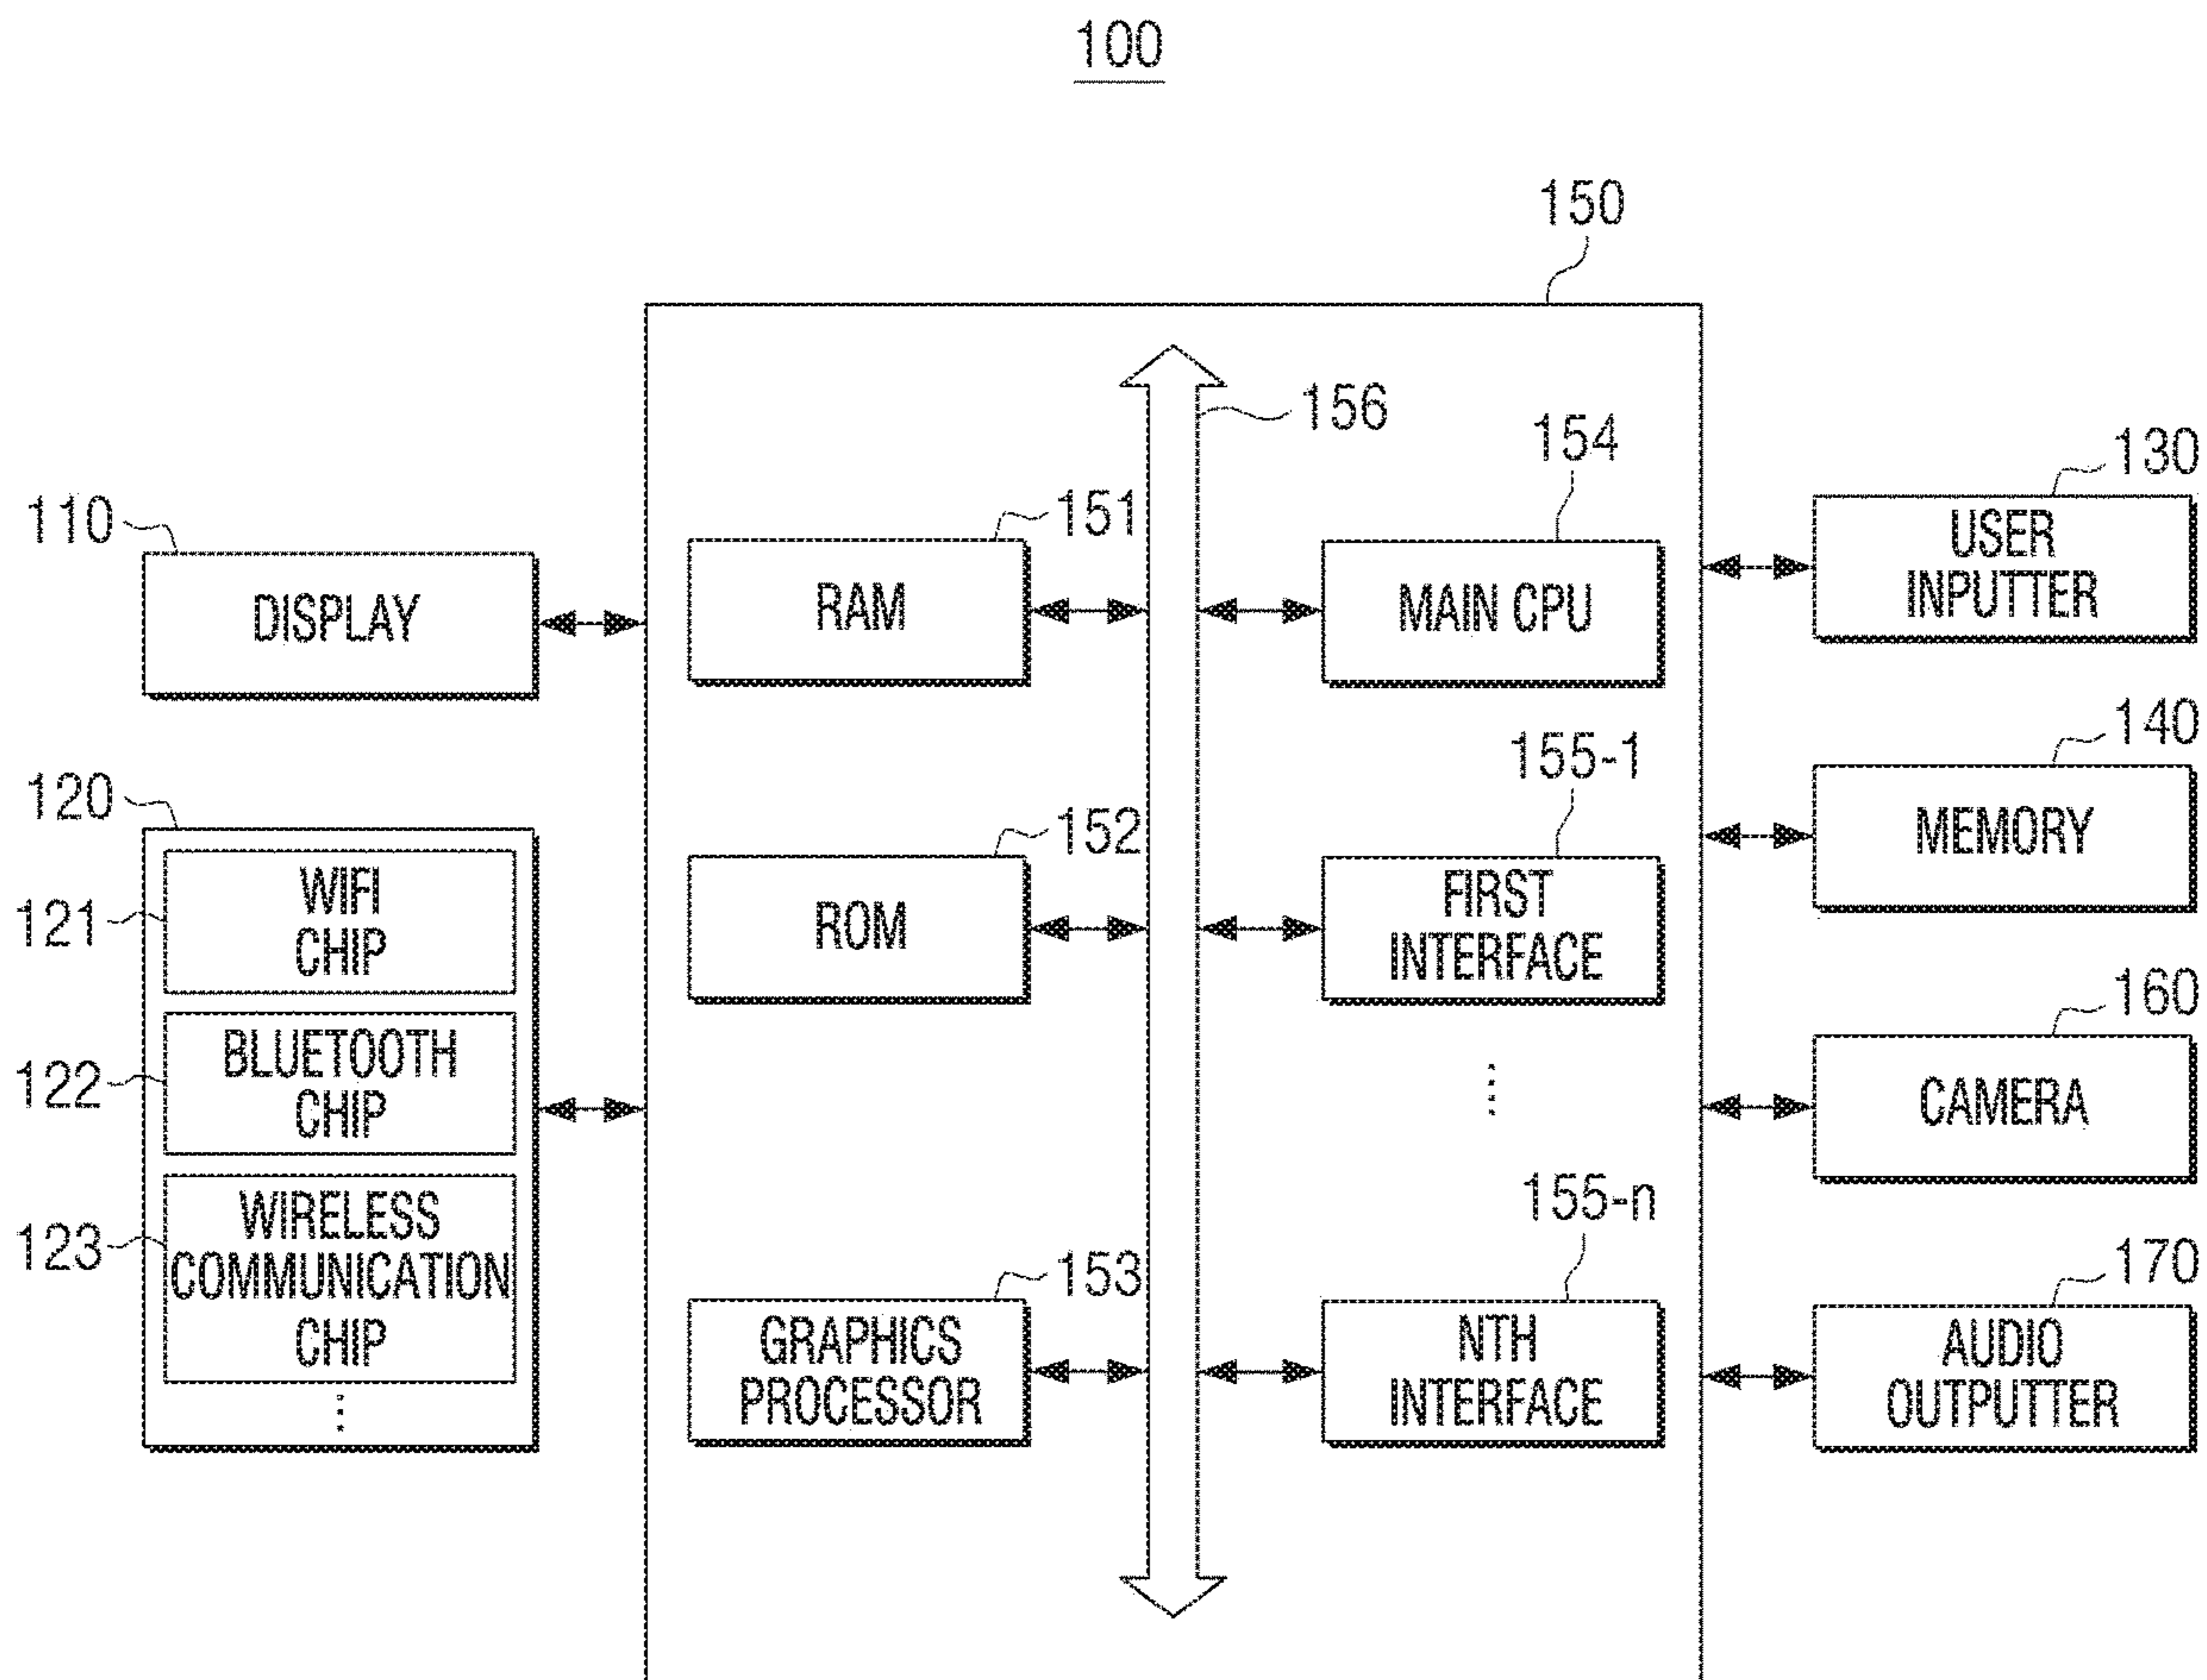 100
150
156
154
130
110
151
USER
INPUTTER
DISPLAY
RAM
MAIN CPU
140
155-1
120
152
MEMORY
WIFI
CHIP
121
ROM
FIRST
INTERFACE
160
BLUETOOTH
CHIP
122
⋮
CAMERA
155-n
WIRELESS
COMMUNICATION
CHIP
123
⋮
153
170
GRAPHICS
PROCESSOR
NTH
INTERFACE
AUDIO
OUTPUTTER